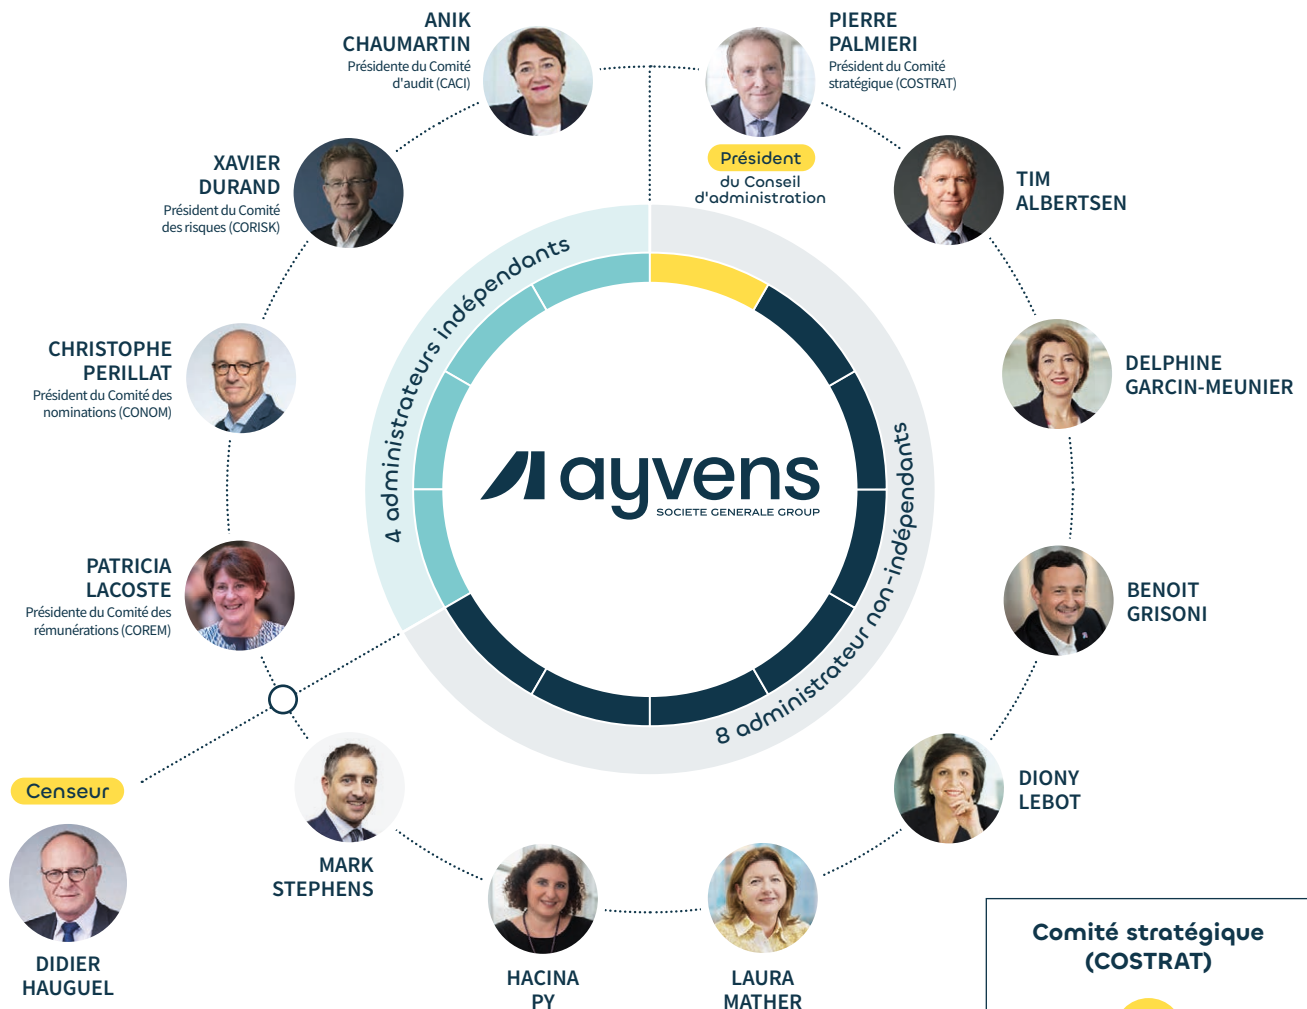 ANIK
CHAUMARTIN
Présidente du Comité
d'audit (CACI)
PIERRE
PALMIERI
Président du Comité
stratégique (COSTRAT)
Président
du Conseil
d'administration
XAVIER
DURAND
Président du Comité
des risques (CORISK)
TIM
ALBERTSEN
4 administrateurs indépendants
CHRISTOPHE
PERILLAT
Président du Comité des
nominations (CONOM)
DELPHINE
GARCIN-MEUNIER
ayvens
SOCIETE GENERALE GROUP
8 administrateur non-indépendants
PATRICIA
LACOSTE
Présidente du Comité des
rémunérations (COREM)
BENOIT
GRISONI
Censeur
DIONY
LEBOT
MARK
STEPHENS
DIDIER
HAUGUEL
HACINA
PY
LAURA
MATHER
Comité stratégique
(COSTRAT)